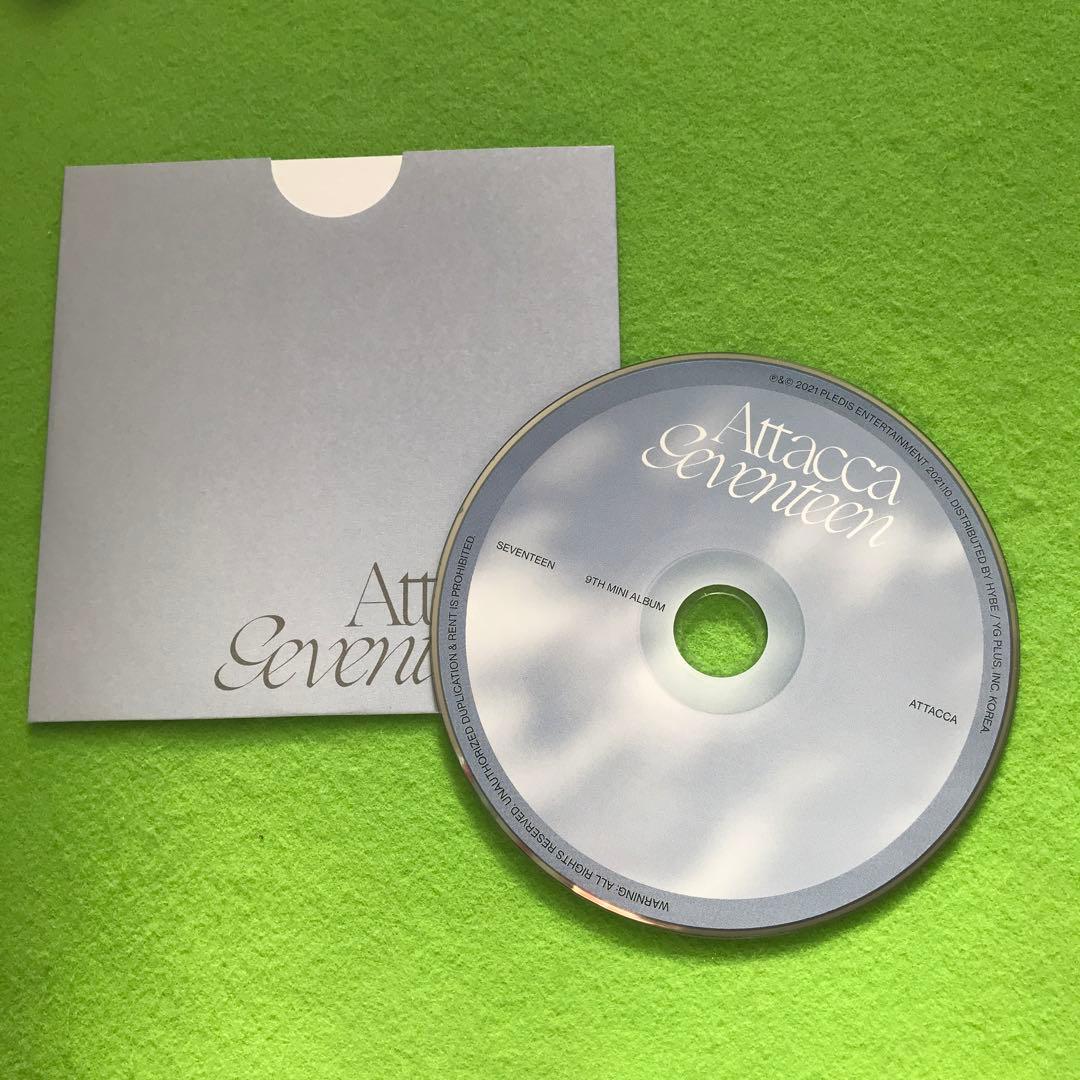 Att
Sevent
Attacca
Seventeen
℗&© 2021 PLEDIS ENTERTAINMENT 2021.10. DISTRIBUTED BY HYBE / YG PLUS, INC. KOREA.
SEVENTEEN
9TH MINI ALBUM
ATTACCA
WARNING: ALL RIGHTS RESERVED. UNAUTHORIZED DUPLICATION & RENT IS PROHIBITED.